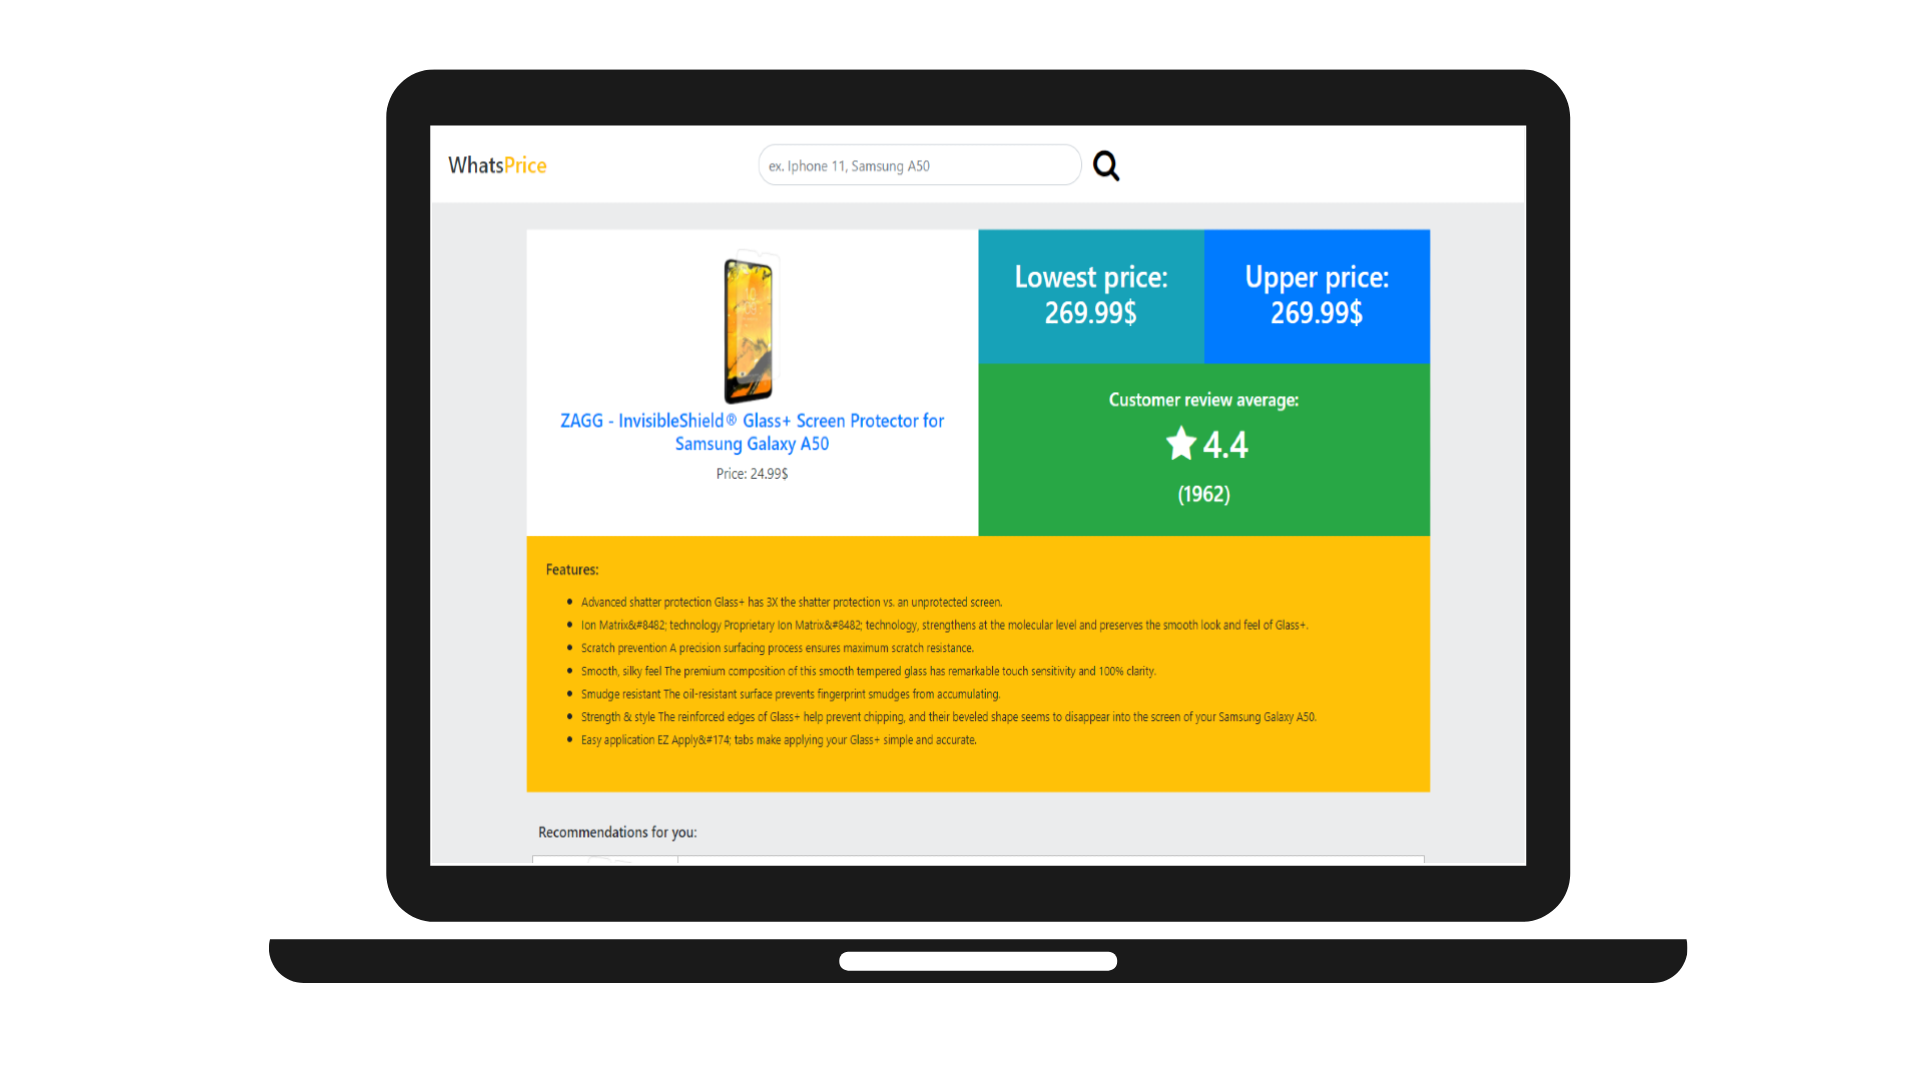 WhatsPrice
ex. Iphone 11, Samsung A50
ZAGG - InvisibleShield® Glass+ Screen Protector for
Samsung Galaxy A50
Price: 24.99$
Lowest price:
269.99$
Upper price:
269.99$
Customer review average:
4.4
(1962)
Features:
Advanced shatter protection Glass+ has 3X the shatter protection vs. an unprotected screen.
Ion Matrix&#8482; technology Proprietary Ion Matrix&#8482; technology, strengthens at the molecular level and preserves the smooth look and feel of Glass+.
Scratch prevention A precision surfacing process ensures maximum scratch resistance.
Smooth, silky feel The premium composition of this smooth tempered glass has remarkable touch sensitivity and 100% clarity.
Smudge resistant The oil-resistant surface prevents fingerprint smudges from accumulating.
Strength & style The reinforced edges of Glass+ help prevent chipping, and their beveled shape seems to disappear into the screen of your Samsung Galaxy A50.
Easy application EZ Apply&#174; tabs make applying your Glass+ simple and accurate.
Recommendations for you: